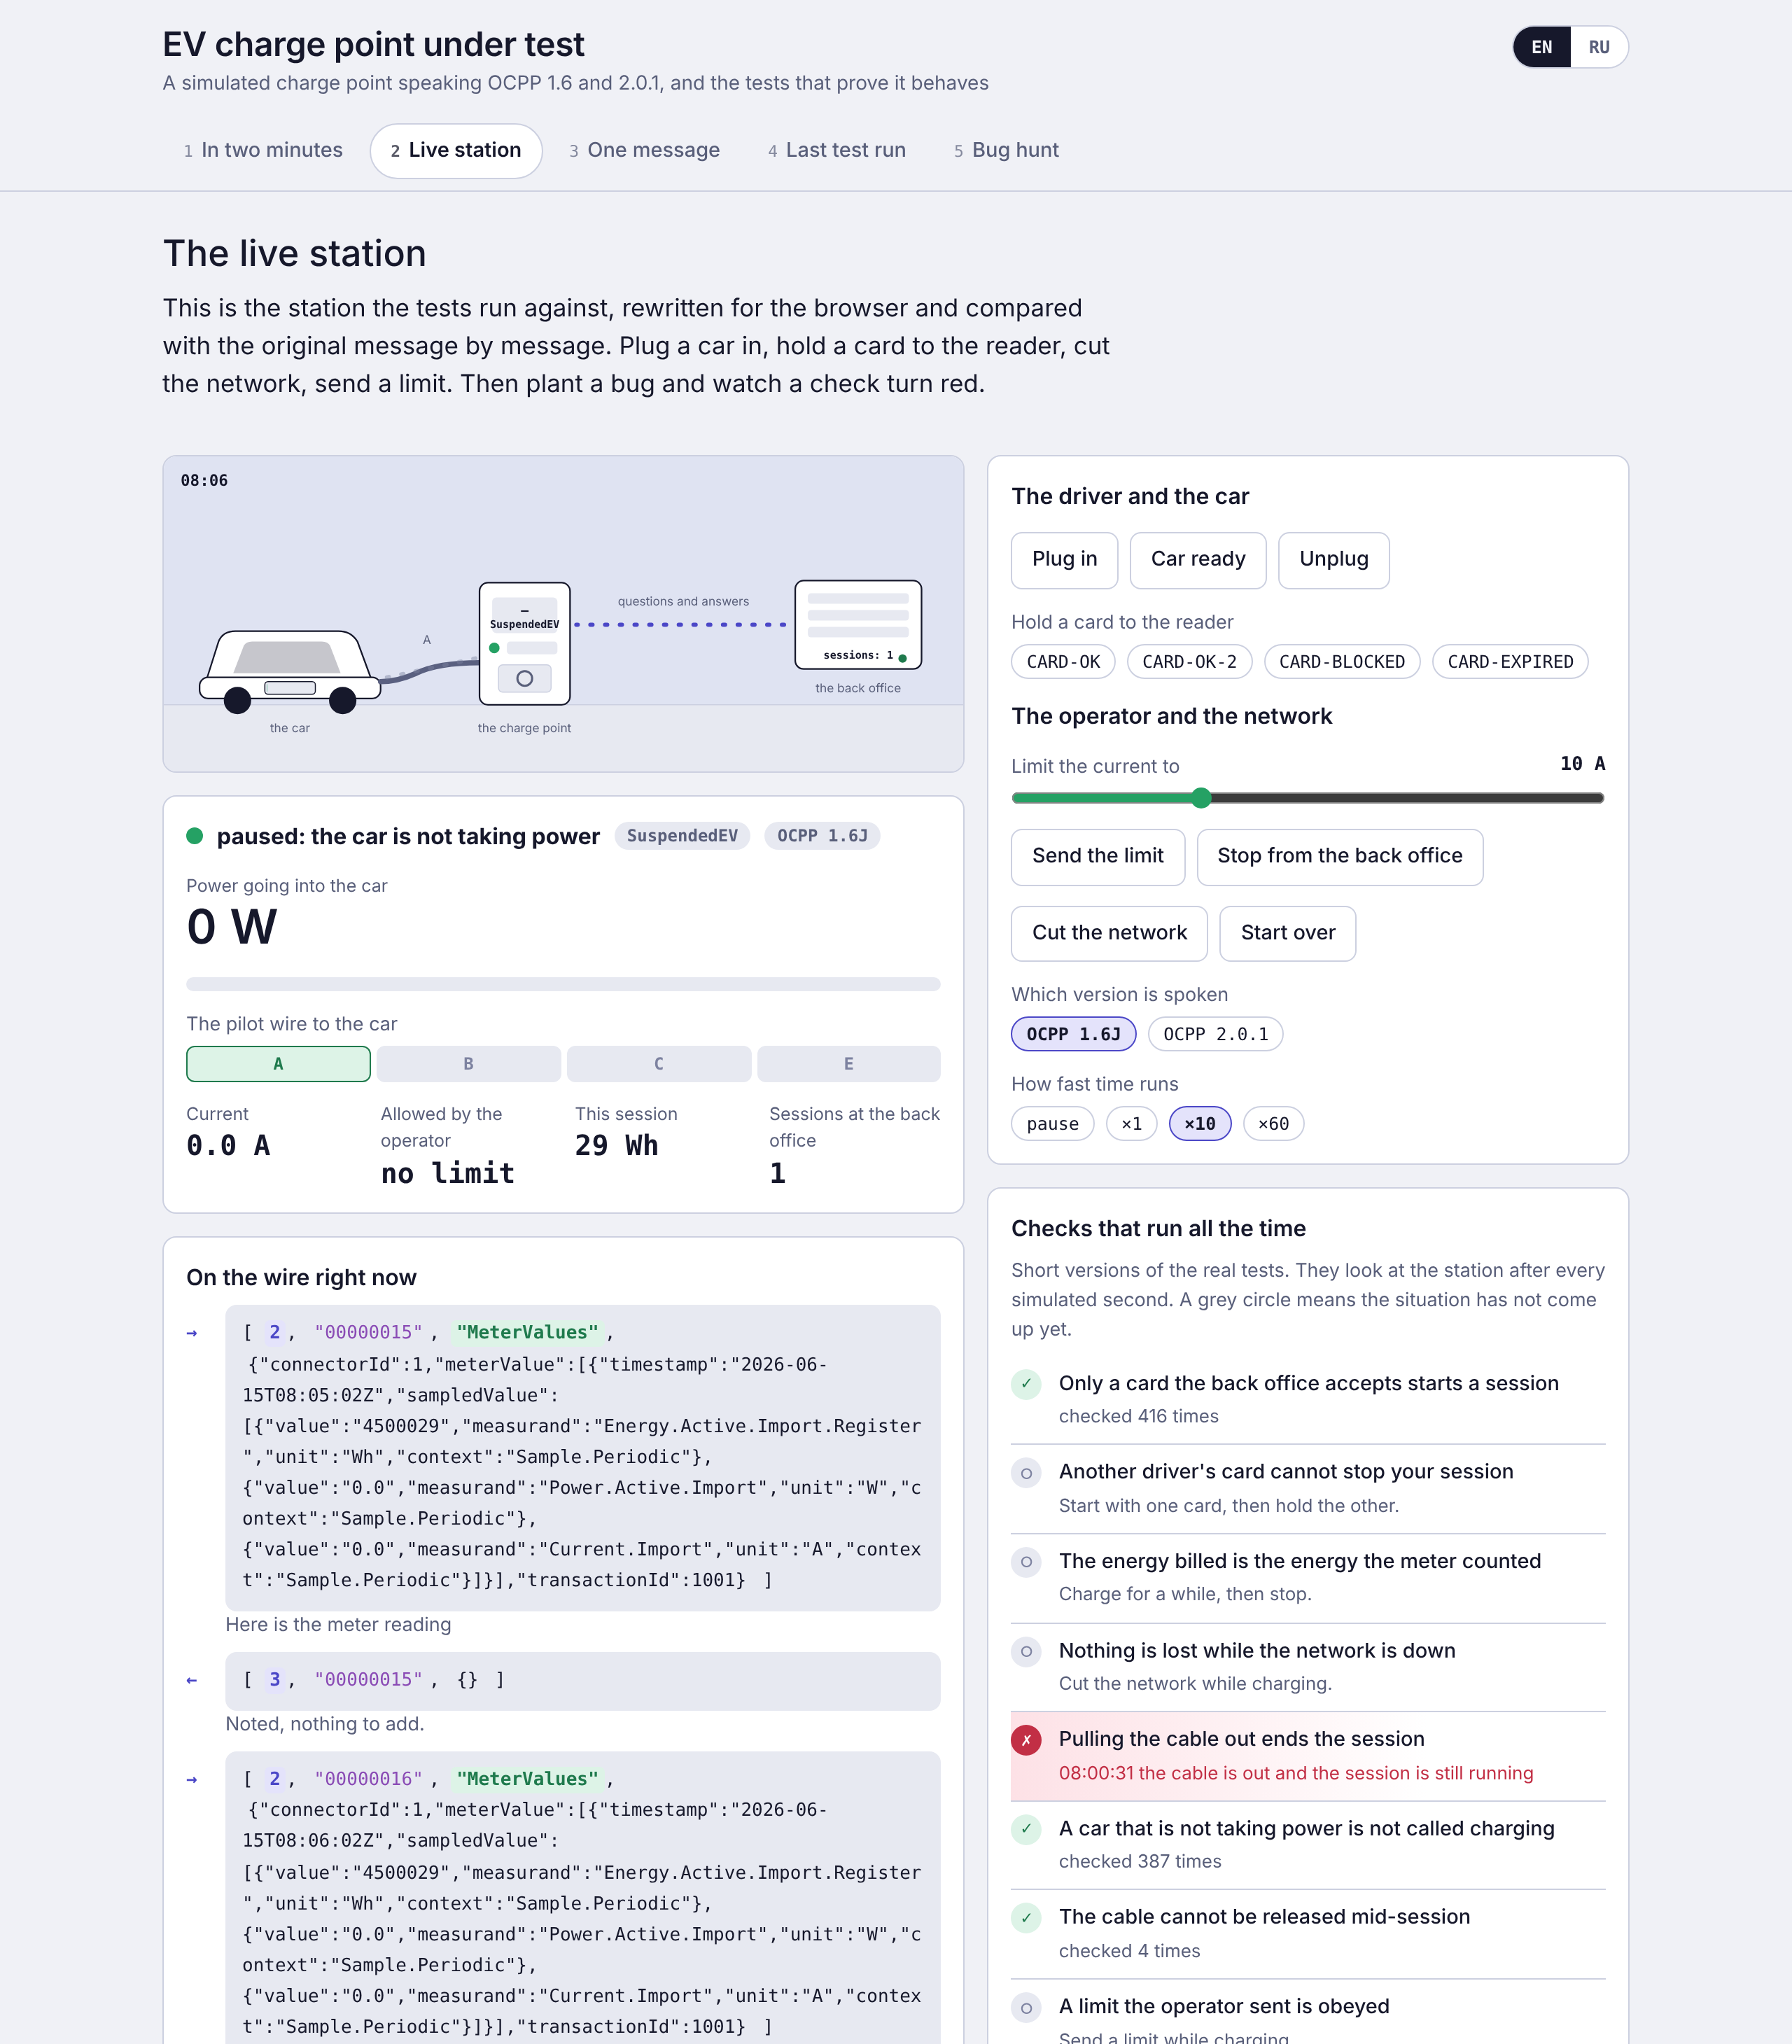 EV charge point under test
A simulated charge point speaking OCPP 1.6 and 2.0.1, and the tests that prove it behaves
EN RU
1 In two minutes
2 Live station
3 One message
4 Last test run
5 Bug hunt
The live station
This is the station the tests run against, rewritten for the browser and compared
with the original message by message. Plug a car in, hold a card to the reader, cut
the network, send a limit. Then plant a bug and watch a check turn red.
08:06
A
–
SuspendedEV
questions and answers
sessions: 1
the back office
the car
the charge point
paused: the car is not taking power SuspendedEV OCPP 1.6J
Power going into the car
0 W
The pilot wire to the car
A B C E
Current
0.0 A
Allowed by the
operator
no limit
This session
29 Wh
Sessions at the back
office
1
On the wire right now
→ [ 2, "00000015", "MeterValues",
{"connectorId":1,"meterValue":[{"timestamp":"2026-06-
15T08:05:02Z","sampledValue":
[{"value":"4500029","measurand":"Energy.Active.Import.Register
","unit":"Wh","context":"Sample.Periodic"},
{"value":"0.0","measurand":"Power.Active.Import","unit":"W","c
ontext":"Sample.Periodic"},
{"value":"0.0","measurand":"Current.Import","unit":"A","contex
t":"Sample.Periodic"}]}],"transactionId":1001} ]
Here is the meter reading
← [ 3, "00000015", {} ]
Noted, nothing to add.
→ [ 2, "00000016", "MeterValues",
{"connectorId":1,"meterValue":[{"timestamp":"2026-06-
15T08:06:02Z","sampledValue":
[{"value":"4500029","measurand":"Energy.Active.Import.Register
","unit":"Wh","context":"Sample.Periodic"},
{"value":"0.0","measurand":"Power.Active.Import","unit":"W","c
ontext":"Sample.Periodic"},
{"value":"0.0","measurand":"Current.Import","unit":"A","contex
t":"Sample.Periodic"}]}],"transactionId":1001} ]
The driver and the car
Plug in
Car ready
Unplug
Hold a card to the reader
CARD-OK CARD-OK-2 CARD-BLOCKED CARD-EXPIRED
The operator and the network
Limit the current to 10 A
Send the limit
Stop from the back office
Cut the network
Start over
Which version is spoken
OCPP 1.6J OCPP 2.0.1
How fast time runs
pause ×1 ×10 ×60
Checks that run all the time
Short versions of the real tests. They look at the station after every
simulated second. A grey circle means the situation has not come
up yet.
✓ Only a card the back office accepts starts a session
checked 416 times
○ Another driver's card cannot stop your session
Start with one card, then hold the other.
○ The energy billed is the energy the meter counted
Charge for a while, then stop.
○ Nothing is lost while the network is down
Cut the network while charging.
✗ Pulling the cable out ends the session
08:00:31 the cable is out and the session is still running
✓ A car that is not taking power is not called charging
checked 387 times
✓ The cable cannot be released mid-session
checked 4 times
○ A limit the operator sent is obeyed
Send a limit while charging